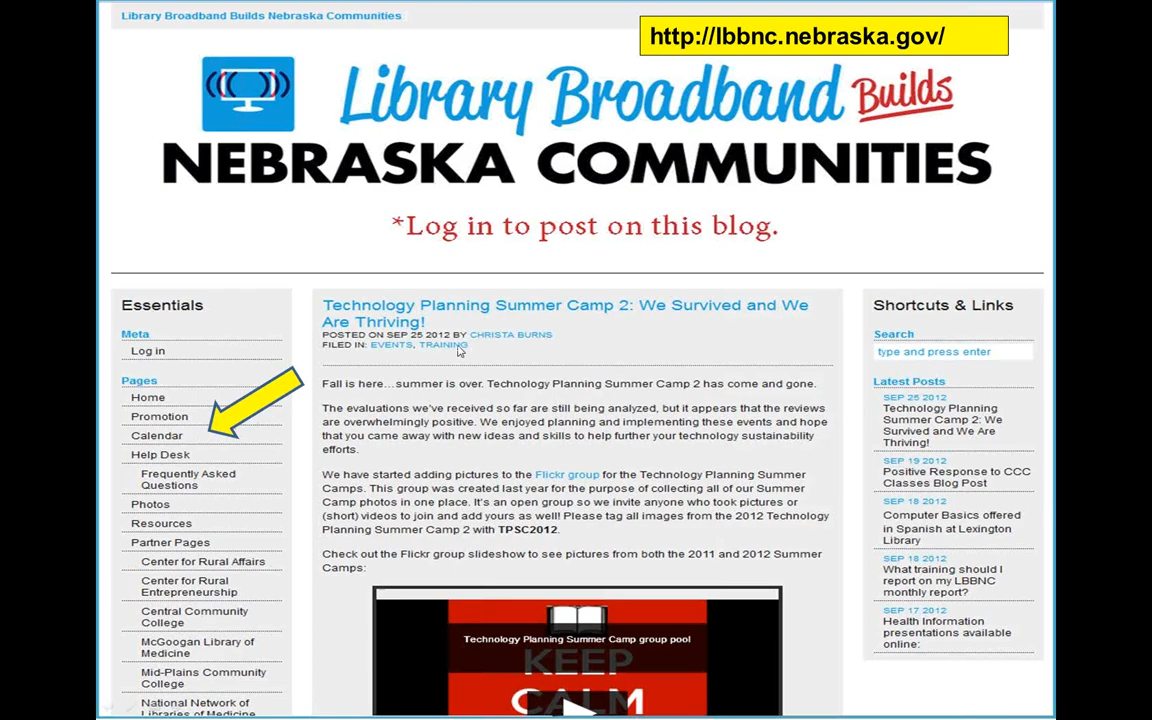 Library Broadband Builds Nebraska Communities
http://lbbnc.nebraska.gov/
Library Broadband Builds
NEBRASKA COMMUNITIES
*Log in to post on this blog.
Essentials
Meta
Log in
Pages
Home
Promotion
Calendar
Help Desk
Frequently Asked
Questions
Photos
Resources
Partner Pages
Center for Rural Affairs
Center for Rural
Entrepreneurship
Central Community
College
McGoogan Library of
Medicine
Mid-Plains Community
College
National Network of
Libraries of Medicine
Technology Planning Summer Camp 2: We Survived and We
Are Thriving!
POSTED ON SEP 25 2012 BY CHRISTA BURNS
FILED IN: EVENTS, TRAINING
Fall is here…summer is over. Technology Planning Summer Camp 2 has come and gone.
The evaluations we've received so far are still being analyzed, but it appears that the reviews
are overwhelmingly positive. We enjoyed planning and implementing these events and hope
that you came away with new ideas and skills to help further your technology sustainability
efforts.
We have started adding pictures to the Flickr group for the Technology Planning Summer
Camps. This group was created last year for the purpose of collecting all of our Summer
Camp photos in one place. It's an open group so we invite anyone who took pictures or
(short) videos to join and add yours as well! Please tag all images from the 2012 Technology
Planning Summer Camp 2 with TPSC2012.
Check out the Flickr group slideshow to see pictures from both the 2011 and 2012 Summer
Camps:
Technology Planning Summer Camp group pool
KEEP
CALM
Shortcuts & Links
Search
type and press enter
Latest Posts
SEP 25 2012
Technology Planning
Summer Camp 2: We
Survived and We Are
Thriving!
SEP 19 2012
Positive Response to CCC
Classes Blog Post
SEP 18 2012
Computer Basics offered
in Spanish at Lexington
Library
SEP 18 2012
What training should I
report on my LBBNC
monthly report?
SEP 17 2012
Health Information
presentations available
online: